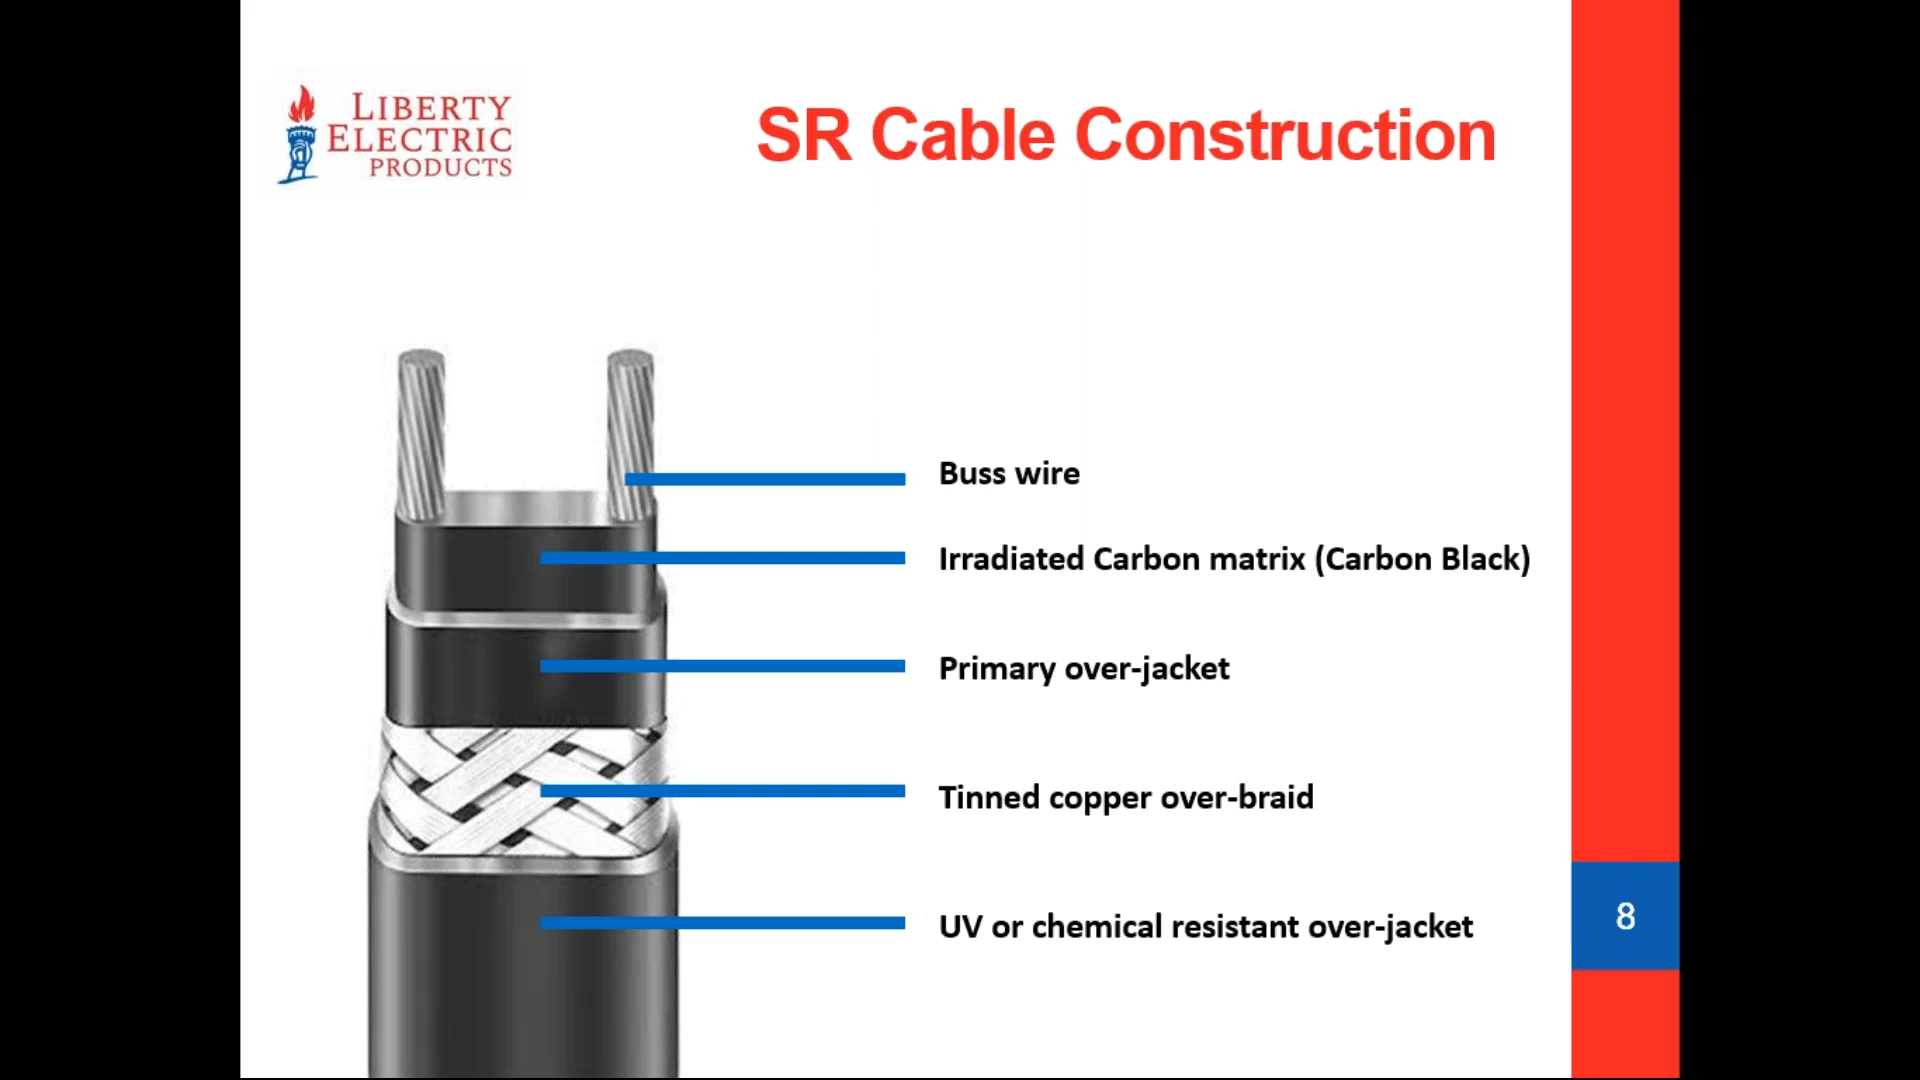 LIBERTY
ELECTRIC
PRODUCTS
SR Cable Construction
Buss wire
Irradiated Carbon matrix (Carbon Black)
Primary over-jacket
Tinned copper over-braid
UV or chemical resistant over-jacket
8